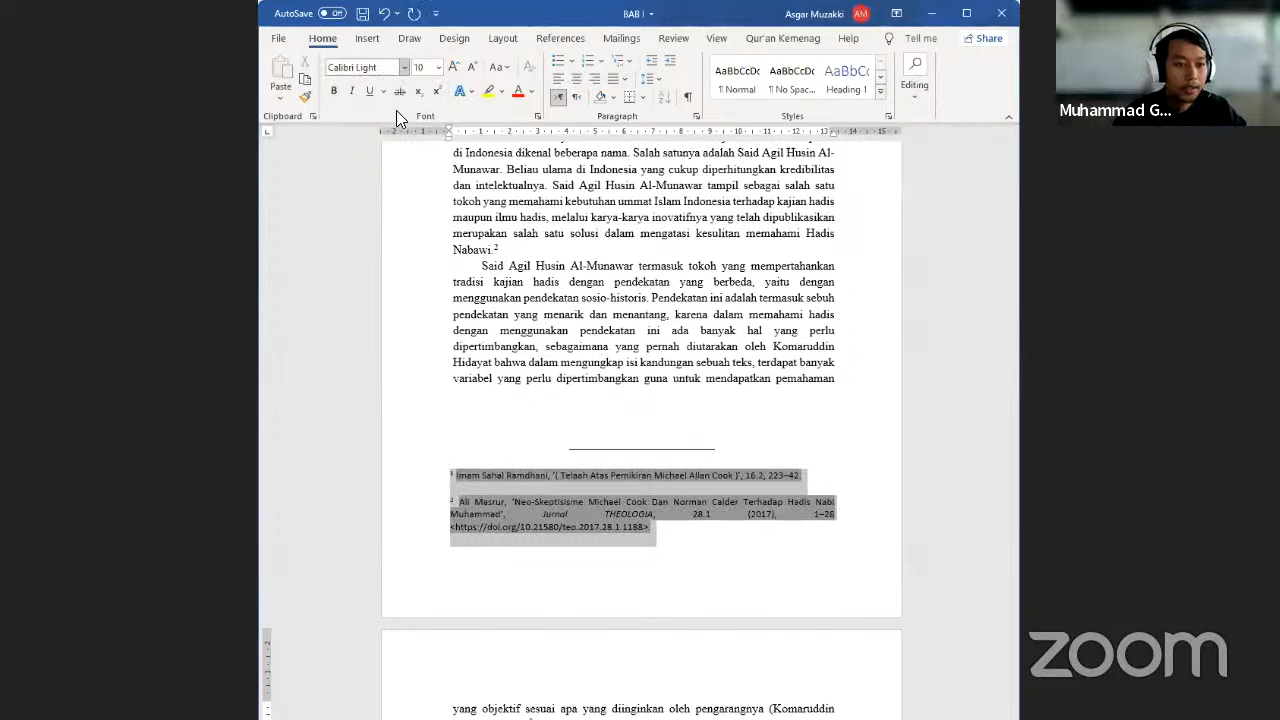 AutoSave Off BAB I Asgar Muzakki AM
File Home Insert Draw Design Layout References Mailings Review View Qur'an Kemenag Help Tell me Share
Calibri Light 10
Paste
AaBbCcDc AaBbCcDc AaBbC
¶ Normal ¶ No Spac... Heading 1
Editing
Clipboard Font Paragraph Styles
di Indonesia dikenal beberapa nama. Salah satunya adalah Said Agil Husin Al-
Munawar. Beliau ulama di Indonesia yang cukup diperhitungkan kredibilitas
dan intelektualnya. Said Agil Husin Al-Munawar tampil sebagai salah satu
tokoh yang memahami kebutuhan ummat Islam Indonesia terhadap kajian hadis
maupun ilmu hadis, melalui karya-karya inovatifnya yang telah dipublikasikan
merupakan salah satu solusi dalam mengatasi kesulitan memahami Hadis
Nabawi.²
Said Agil Husin Al-Munawar termasuk tokoh yang mempertahankan
tradisi kajian hadis dengan pendekatan yang berbeda, yaitu dengan
menggunakan pendekatan sosio-historis. Pendekatan ini adalah termasuk sebuh
pendekatan yang menarik dan menantang, karena dalam memahami hadis
dengan menggunakan pendekatan ini ada banyak hal yang perlu
dipertimbangkan, sebagaimana yang pernah diutarakan oleh Komaruddin
Hidayat bahwa dalam mengungkap isi kandungan sebuah teks, terdapat banyak
variabel yang perlu dipertimbangkan guna untuk mendapatkan pemahaman
¹ Imam Sahal Ramdhani, '( Telaah Atas Pemikiran Michael Allan Cook )', 16.2, 223–42.
² Ali Masrur, 'Neo-Skeptisisme Michael Cook Dan Norman Calder Terhadap Hadis Nabi
Muhammad', Jurnal THEOLOGIA, 28.1 (2017), 1–28
<https://doi.org/10.21580/teo.2017.28.1.1188>.
yang objektif sesuai apa yang diinginkan oleh pengarangnya (Komaruddin
Muhammad G...
zoom